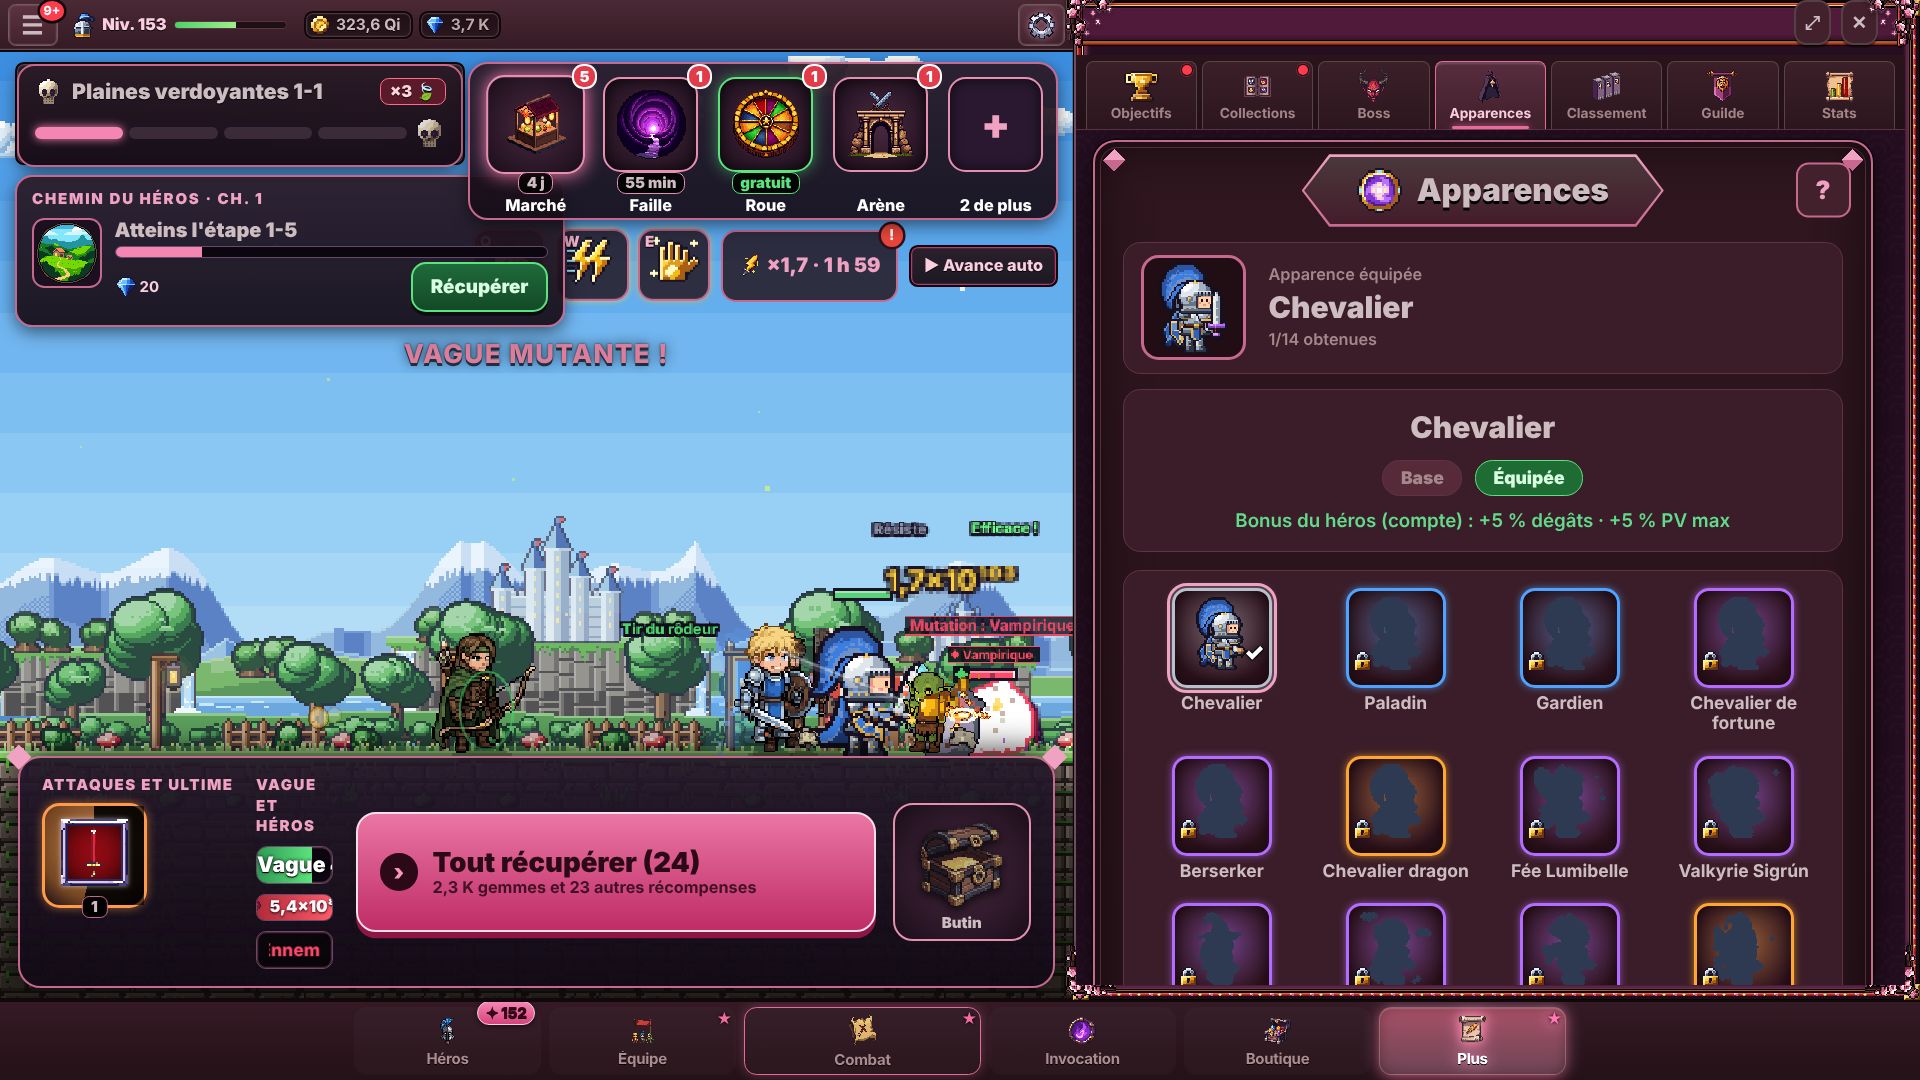 9+
Niv. 153
323,6 Qi
3,7 K
Plaines verdoyantes 1-1
×3
5
4 j
Marché
1
55 min
Faille
1
gratuit
Roue
1
Arène
2 de plus
CHEMIN DU HÉROS · CH. 1
Atteins l'étape 1-5
20
Récupérer
W
E
×1,7 · 1 h 59
!
Avance auto
VAGUE MUTANTE !
Résiste
Efficace !
1,7×10¹⁰³
Mutation : Vampirique
Vampirique
Tir du rôdeur
ATTAQUES ET ULTIME
1
VAGUE
ET
HÉROS
Vague
5,4×10
nnem
Tout récupérer (24)
2,3 K gemmes et 23 autres récompenses
Butin
Objectifs
Collections
Boss
Apparences
Classement
Guilde
Stats
Apparences
?
Apparence équipée
Chevalier
1/14 obtenues
Chevalier
Base
Équipée
Bonus du héros (compte) : +5 % dégâts · +5 % PV max
Chevalier
Paladin
Gardien
Chevalier de
fortune
Berserker
Chevalier dragon
Fée Lumibelle
Valkyrie Sigrún
152
Héros
Équipe
Combat
Invocation
Boutique
Plus